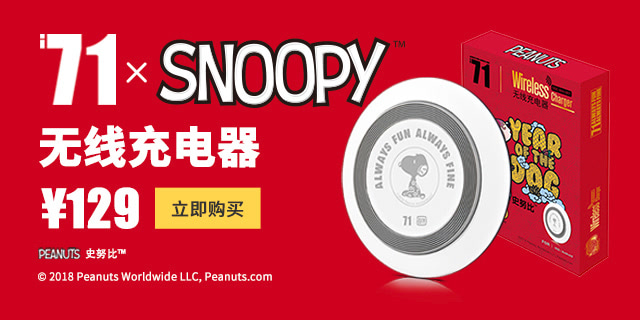 i71 × SNOOPY™
无线充电器
¥129 立即购买
PEANUTS 史努比™
© 2018 Peanuts Worldwide LLC, Peanuts.com
ALWAYS FUN ALWAYS FINE
71
PEANUTS
71
Wireless Charger
无线充电器
YEAR OF THE DOG
史努比